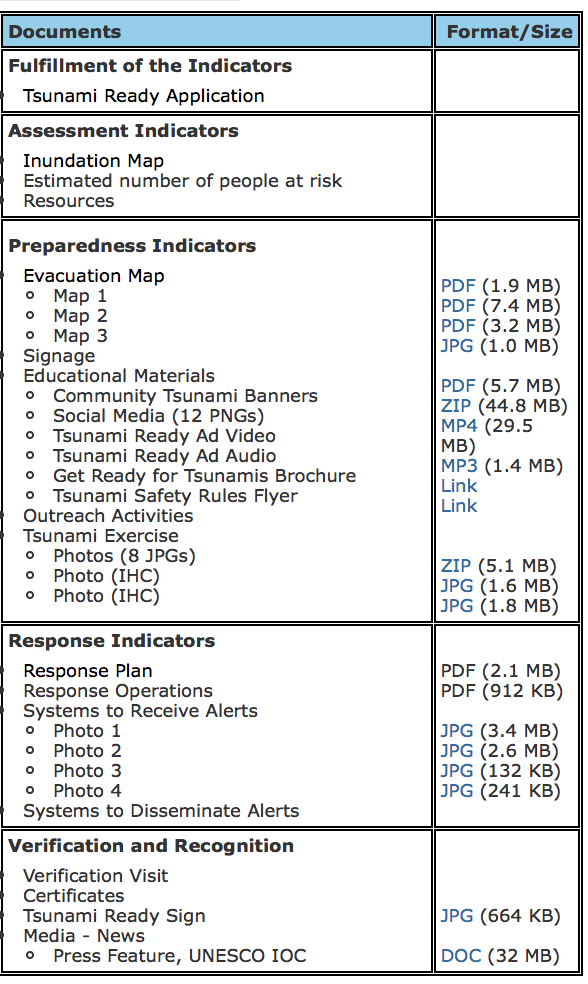 Documents
Format/Size
Fulfillment of the Indicators
Tsunami Ready Application
Assessment Indicators
Inundation Map
Estimated number of people at risk
Resources
Preparedness Indicators
Evacuation Map
Map 1
Map 2
Map 3
Signage
Educational Materials
Community Tsunami Banners
Social Media (12 PNGs)
Tsunami Ready Ad Video
Tsunami Ready Ad Audio
Get Ready for Tsunamis Brochure
Tsunami Safety Rules Flyer
Outreach Activities
Tsunami Exercise
Photos (8 JPGs)
Photo (IHC)
Photo (IHC)
PDF (1.9 MB)
PDF (7.4 MB)
PDF (3.2 MB)
JPG (1.0 MB)
PDF (5.7 MB)
ZIP (44.8 MB)
MP4 (29.5
MB)
MP3 (1.4 MB)
Link
Link
ZIP (5.1 MB)
JPG (1.6 MB)
JPG (1.8 MB)
Response Indicators
Response Plan
Response Operations
Systems to Receive Alerts
Photo 1
Photo 2
Photo 3
Photo 4
Systems to Disseminate Alerts
PDF (2.1 MB)
PDF (912 KB)
JPG (3.4 MB)
JPG (2.6 MB)
JPG (132 KB)
JPG (241 KB)
Verification and Recognition
Verification Visit
Certificates
Tsunami Ready Sign
Media - News
Press Feature, UNESCO IOC
JPG (664 KB)
DOC (32 MB)